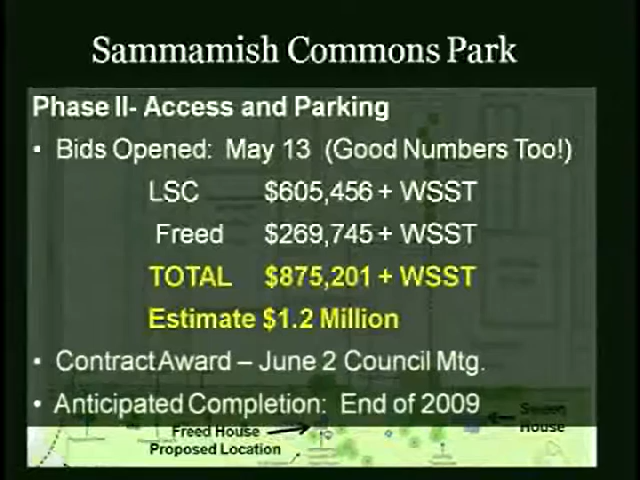 Sammamish Commons Park
Phase II- Access and Parking
• Bids Opened: May 13 (Good Numbers Too!)
LSC $605,456 + WSST
Freed $269,745 + WSST
TOTAL $875,201 + WSST
Estimate $1.2 Million
• Contract Award – June 2 Council Mtg.
• Anticipated Completion: End of 2009
Freed House
Proposed Location
House